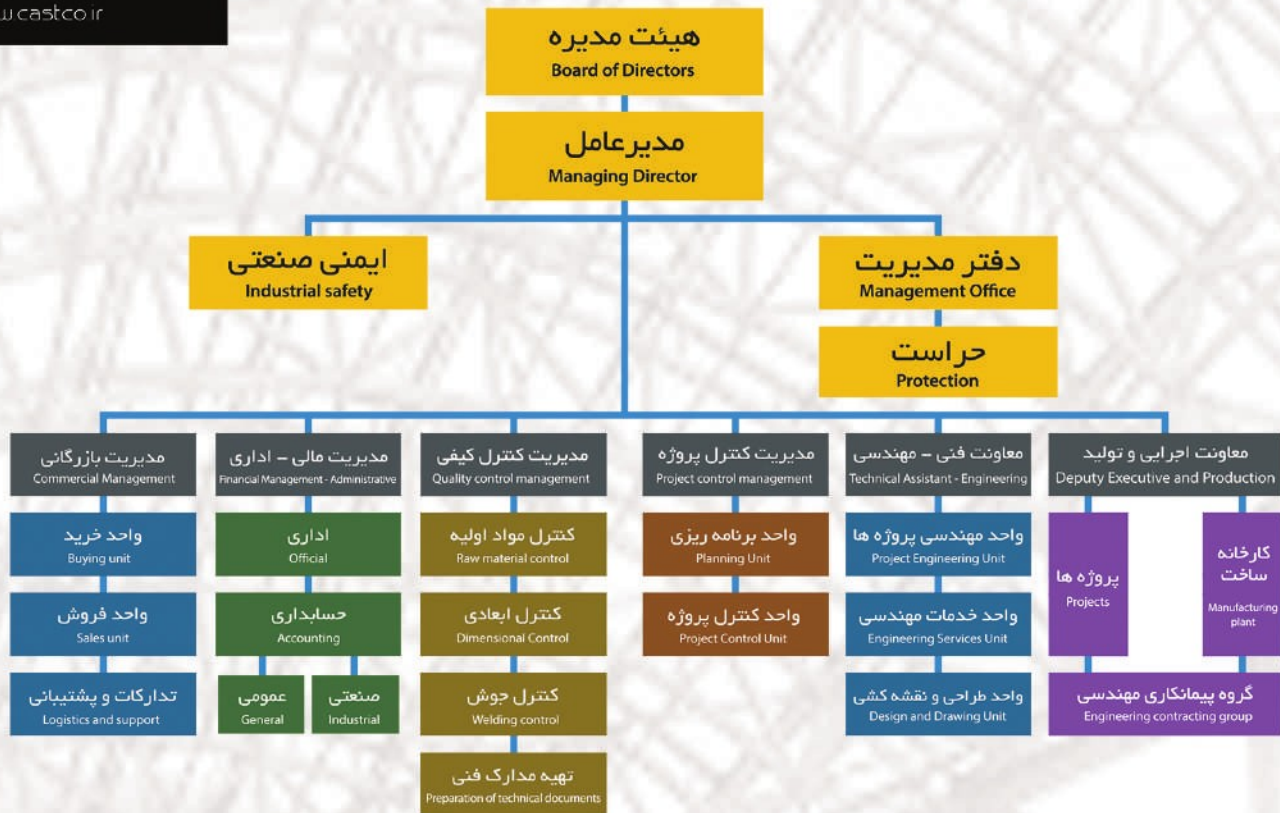 w.castco.ir
هیئت مدیره
Board of Directors
مدیرعامل
Managing Director
ایمنی صنعتی
Industrial safety
دفتر مدیریت
Management Office
حراست
Protection
مدیریت بازرگانی
Commercial Management
واحد خرید
Buying unit
واحد فروش
Sales unit
تدارکات و پشتیبانی
Logistics and support
مدیریت مالی – اداری
Financial Management - Administrative
اداری
Official
حسابداری
Accounting
عمومی
General
صنعتی
Industrial
مدیریت کنترل کیفی
Quality control management
کنترل مواد اولیه
Raw material control
کنترل ابعادی
Dimensional Control
کنترل جوش
Welding control
تهیه مدارک فنی
Preparation of technical documents
مدیریت کنترل پروژه
Project control management
واحد برنامه ریزی
Planning Unit
واحد کنترل پروژه
Project Control Unit
معاونت فنی – مهندسی
Technical Assistant - Engineering
واحد مهندسی پروژه ها
Project Engineering Unit
واحد خدمات مهندسی
Engineering Services Unit
واحد طراحی و نقشه کشی
Design and Drawing Unit
معاونت اجرایی و تولید
Deputy Executive and Production
پروژه ها
Projects
کارخانه
ساخت
Manufacturing
plant
گروه پیمانکاری مهندسی
Engineering contracting group